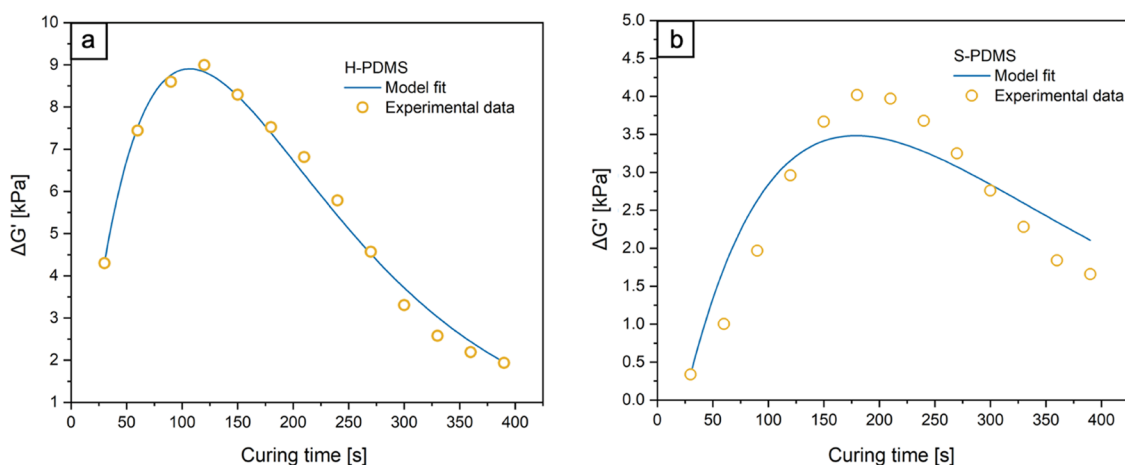 a
H-PDMS
Model fit
Experimental data
ΔG' [kPa]
10
9
8
7
6
5
4
3
2
1
0 50 100 150 200 250 300 350 400
Curing time [s]
b
S-PDMS
Model fit
Experimental data
ΔG' [kPa]
5.0
4.5
4.0
3.5
3.0
2.5
2.0
1.5
1.0
0.5
0.0
0 50 100 150 200 250 300 350 400
Curing time [s]